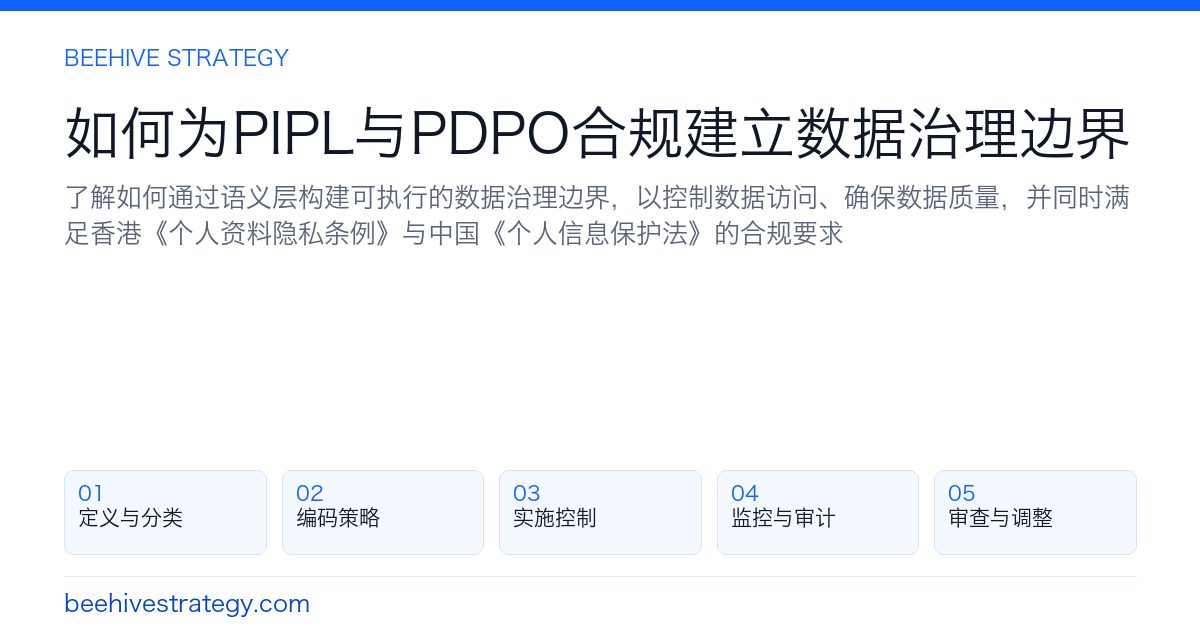 BEEHIVE STRATEGY
如何为PIPL与PDPO合规建立数据治理边界
了解如何通过语义层构建可执行的数据治理边界，以控制数据访问、确保数据质量，并同时满
足香港《个人资料隐私条例》与中国《个人信息保护法》的合规要求
01
定义与分类
02
编码策略
03
实施控制
04
监控与审计
05
审查与调整
beehivestrategy.com